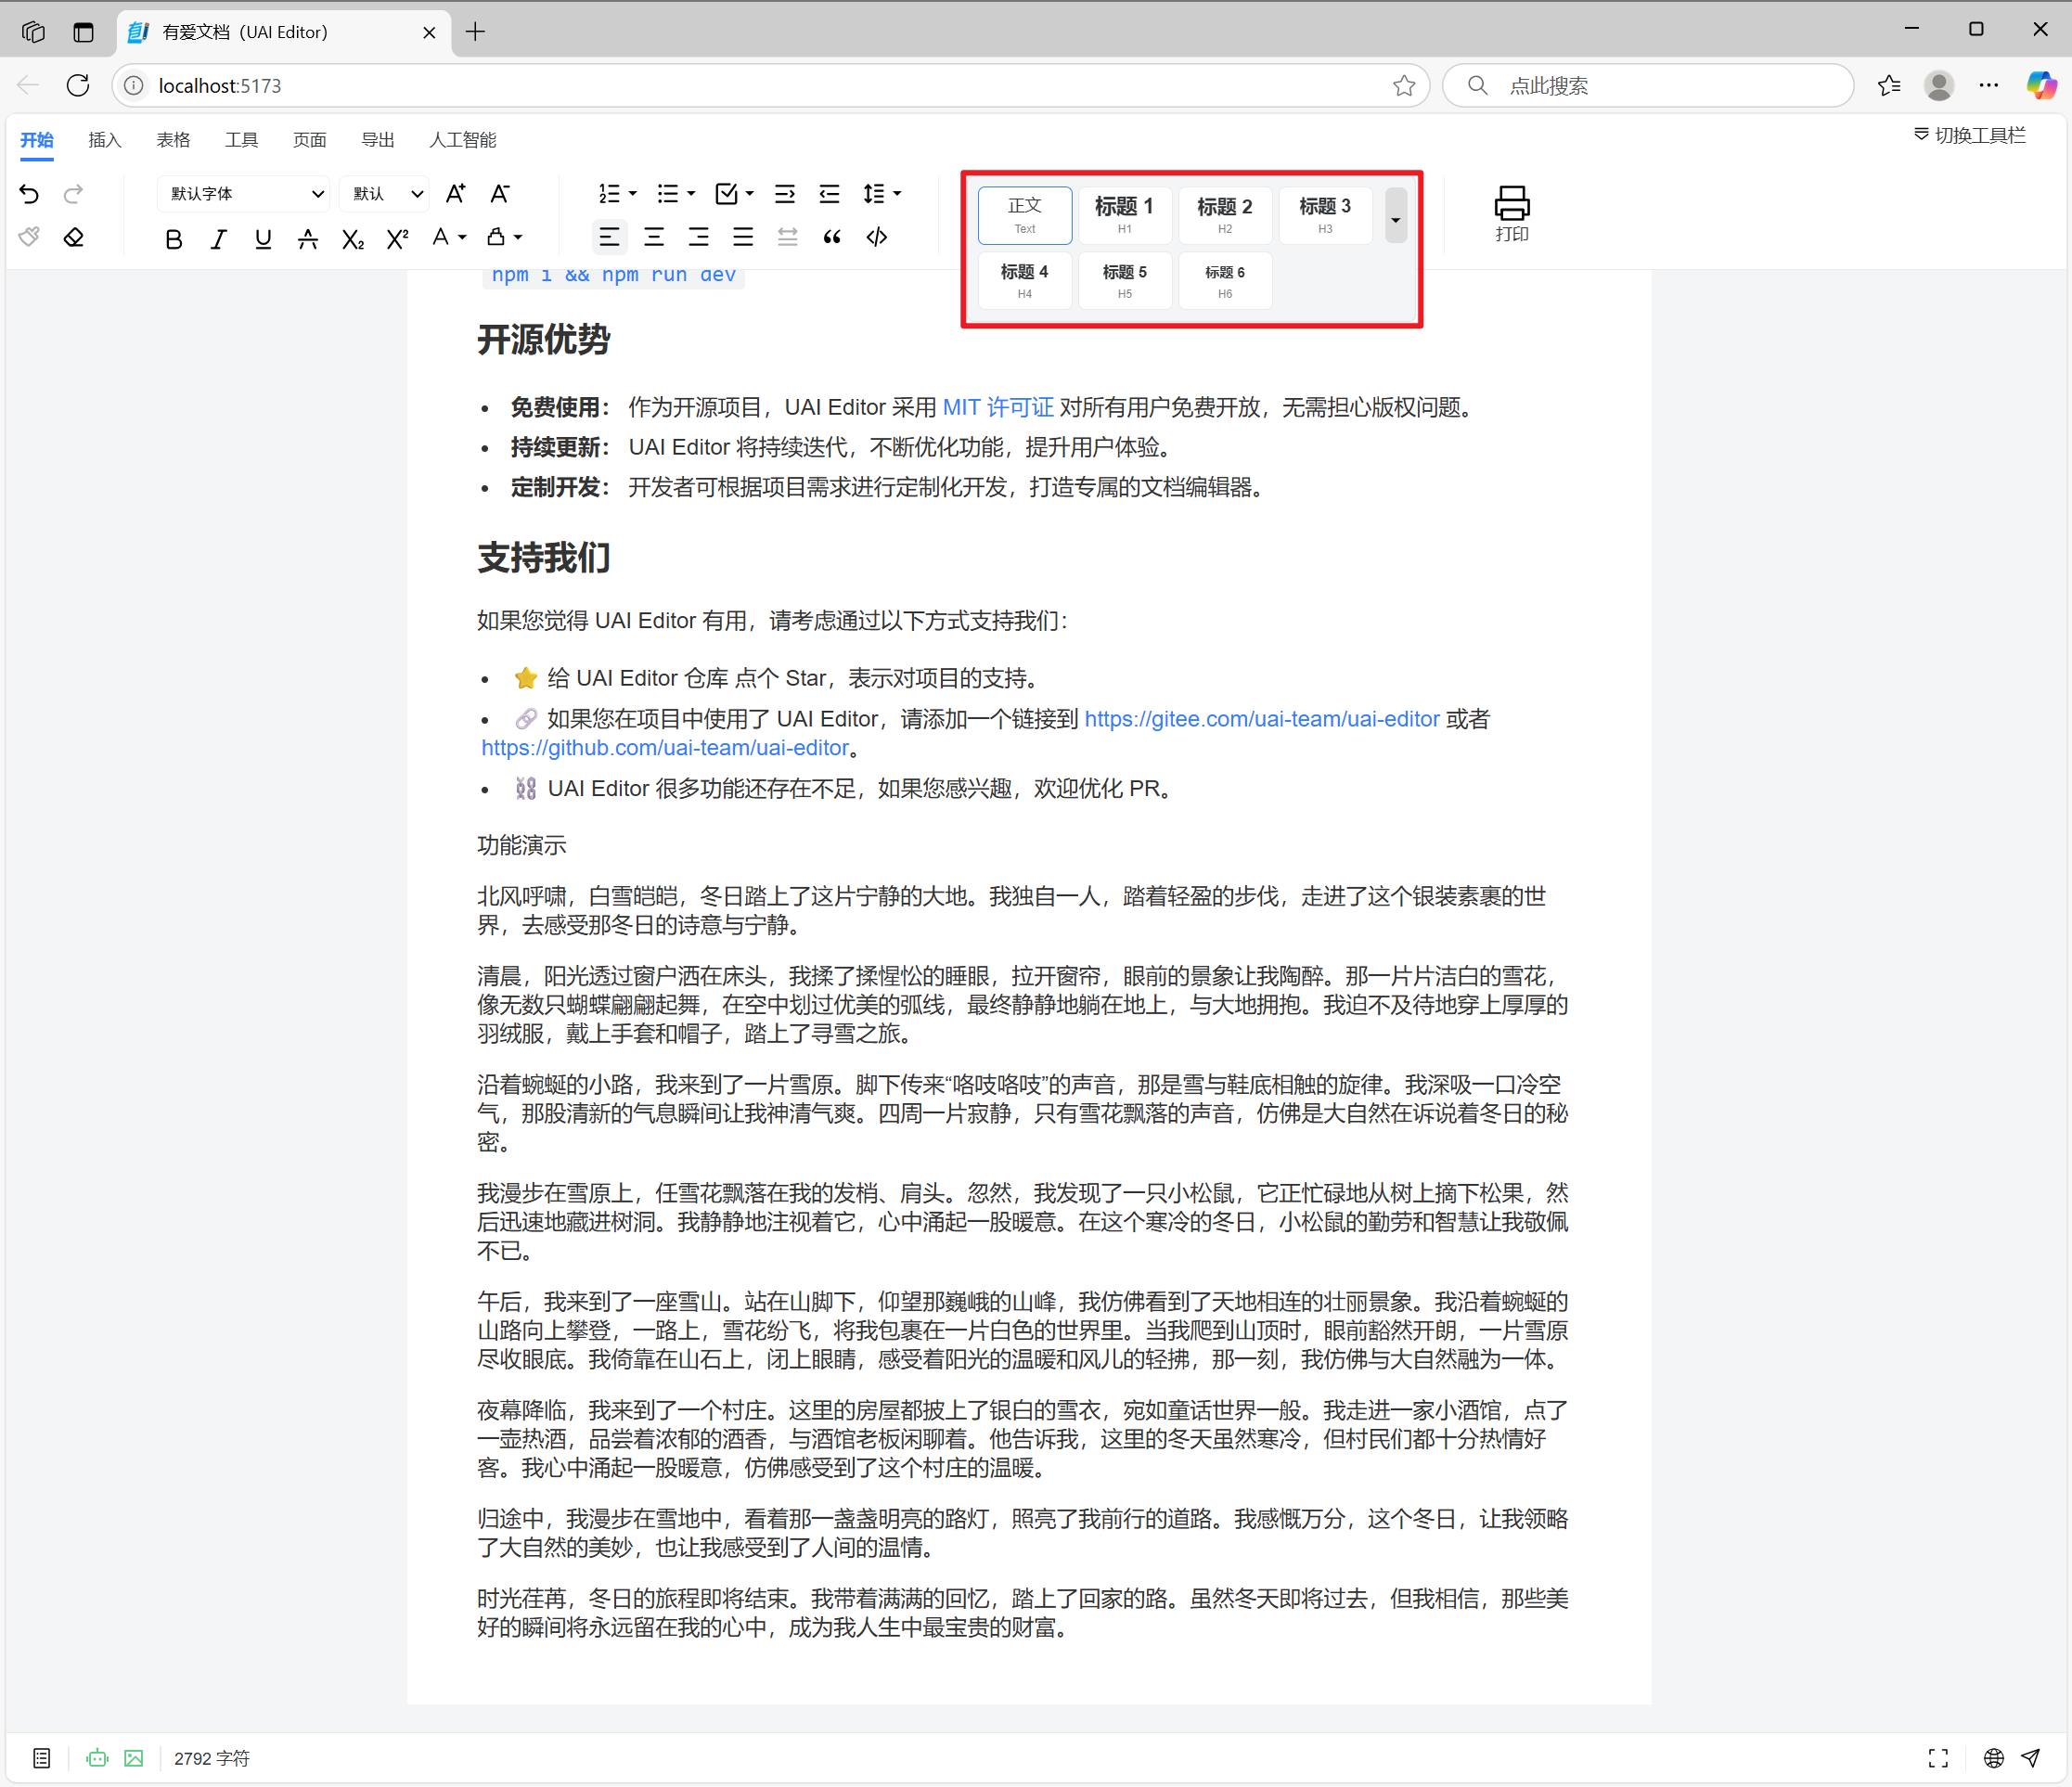 有爱文档（UAI Editor）
localhost:5173
点此搜索
开始 插入 表格 工具 页面 导出 人工智能
切换工具栏
默认字体 默认
正文 标题 1 标题 2 标题 3
Text H1 H2 H3
打印
标题 4 标题 5 标题 6
H4 H5 H6
npm i && npm run dev
开源优势
• 免费使用： 作为开源项目，UAI Editor 采用 MIT 许可证 对所有用户免费开放，无需担心版权问题。
• 持续更新： UAI Editor 将持续迭代，不断优化功能，提升用户体验。
• 定制开发： 开发者可根据项目需求进行定制化开发，打造专属的文档编辑器。
支持我们
如果您觉得 UAI Editor 有用，请考虑通过以下方式支持我们：
• ⭐ 给 UAI Editor 仓库 点个 Star，表示对项目的支持。
• 🔗 如果您在项目中使用了 UAI Editor，请添加一个链接到 https://gitee.com/uai-team/uai-editor 或者
https://github.com/uai-team/uai-editor。
• ⛓ UAI Editor 很多功能还存在不足，如果您感兴趣，欢迎优化 PR。
功能演示
北风呼啸，白雪皑皑，冬日踏上了这片宁静的大地。我独自一人，踏着轻盈的步伐，走进了这个银装素裹的世
界，去感受那冬日的诗意与宁静。
清晨，阳光透过窗户洒在床头，我揉了揉惺忪的睡眼，拉开窗帘，眼前的景象让我陶醉。那一片片洁白的雪花，
像无数只蝴蝶翩翩起舞，在空中划过优美的弧线，最终静静地躺在地上，与大地拥抱。我迫不及待地穿上厚厚的
羽绒服，戴上手套和帽子，踏上了寻雪之旅。
沿着蜿蜒的小路，我来到了一片雪原。脚下传来“咯吱咯吱”的声音，那是雪与鞋底相触的旋律。我深吸一口冷空
气，那股清新的气息瞬间让我神清气爽。四周一片寂静，只有雪花飘落的声音，仿佛是大自然在诉说着冬日的秘
密。
我漫步在雪原上，任雪花飘落在我的发梢、肩头。忽然，我发现了一只小松鼠，它正忙碌地从树上摘下松果，然
后迅速地藏进树洞。我静静地注视着它，心中涌起一股暖意。在这个寒冷的冬日，小松鼠的勤劳和智慧让我敬佩
不已。
午后，我来到了一座雪山。站在山脚下，仰望那巍峨的山峰，我仿佛看到了天地相连的壮丽景象。我沿着蜿蜒的
山路向上攀登，一路上，雪花纷飞，将我包裹在一片白色的世界里。当我爬到山顶时，眼前豁然开朗，一片雪原
尽收眼底。我倚靠在山石上，闭上眼睛，感受着阳光的温暖和风儿的轻拂，那一刻，我仿佛与大自然融为一体。
夜幕降临，我来到了一个村庄。这里的房屋都披上了银白的雪衣，宛如童话世界一般。我走进一家小酒馆，点了
一壶热酒，品尝着浓郁的酒香，与酒馆老板闲聊着。他告诉我，这里的冬天虽然寒冷，但村民们都十分热情好
客。我心中涌起一股暖意，仿佛感受到了这个村庄的温暖。
归途中，我漫步在雪地中，看着那一盏盏明亮的路灯，照亮了我前行的道路。我感慨万分，这个冬日，让我领略
了大自然的美妙，也让我感受到了人间的温情。
时光荏苒，冬日的旅程即将结束。我带着满满的回忆，踏上了回家的路。虽然冬天即将过去，但我相信，那些美
好的瞬间将永远留在我的心中，成为我人生中最宝贵的财富。
2792 字符